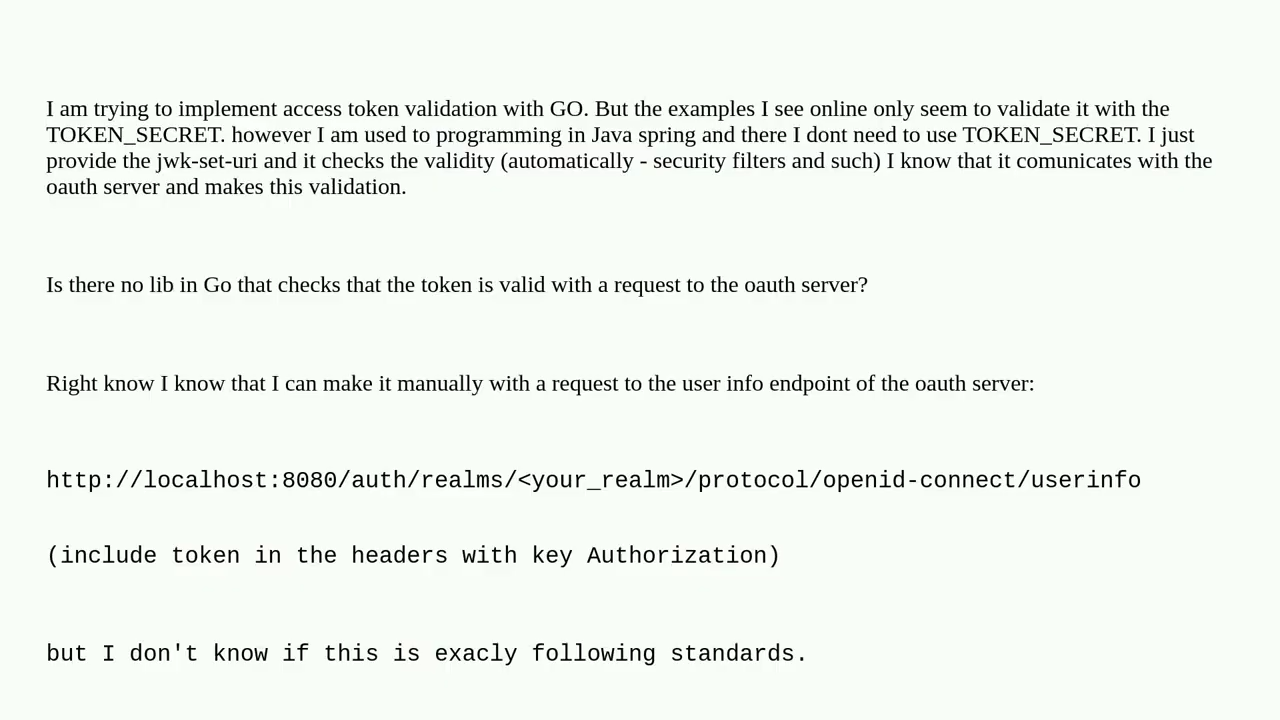 I am trying to implement access token validation with GO. But the examples I see online only seem to validate it with the
TOKEN_SECRET. however I am used to programming in Java spring and there I dont need to use TOKEN_SECRET. I just
provide the jwk-set-uri and it checks the validity (automatically - security filters and such) I know that it comunicates with the
oauth server and makes this validation.
Is there no lib in Go that checks that the token is valid with a request to the oauth server?
Right know I know that I can make it manually with a request to the user info endpoint of the oauth server:
http://localhost:8080/auth/realms/<your_realm>/protocol/openid-connect/userinfo
(include token in the headers with key Authorization)
but I don't know if this is exacly following standards.